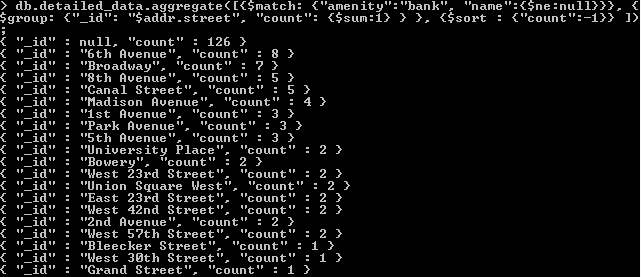 > db.detailed_data.aggregate([{$match: {"amenity":"bank", "name":{$ne:null}}}, {
$group: {"_id": "$addr.street", "count": {$sum:1} } }, {$sort : {"count":-1}} ])
;
{ "_id" : null, "count" : 126 }
{ "_id" : "6th Avenue", "count" : 8 }
{ "_id" : "Broadway", "count" : 7 }
{ "_id" : "8th Avenue", "count" : 5 }
{ "_id" : "Canal Street", "count" : 5 }
{ "_id" : "Madison Avenue", "count" : 4 }
{ "_id" : "1st Avenue", "count" : 3 }
{ "_id" : "Park Avenue", "count" : 3 }
{ "_id" : "5th Avenue", "count" : 3 }
{ "_id" : "University Place", "count" : 2 }
{ "_id" : "Bowery", "count" : 2 }
{ "_id" : "West 23rd Street", "count" : 2 }
{ "_id" : "Union Square West", "count" : 2 }
{ "_id" : "East 23rd Street", "count" : 2 }
{ "_id" : "West 42nd Street", "count" : 2 }
{ "_id" : "2nd Avenue", "count" : 2 }
{ "_id" : "West 57th Street", "count" : 2 }
{ "_id" : "Bleecker Street", "count" : 1 }
{ "_id" : "West 30th Street", "count" : 1 }
{ "_id" : "Grand Street", "count" : 1 }